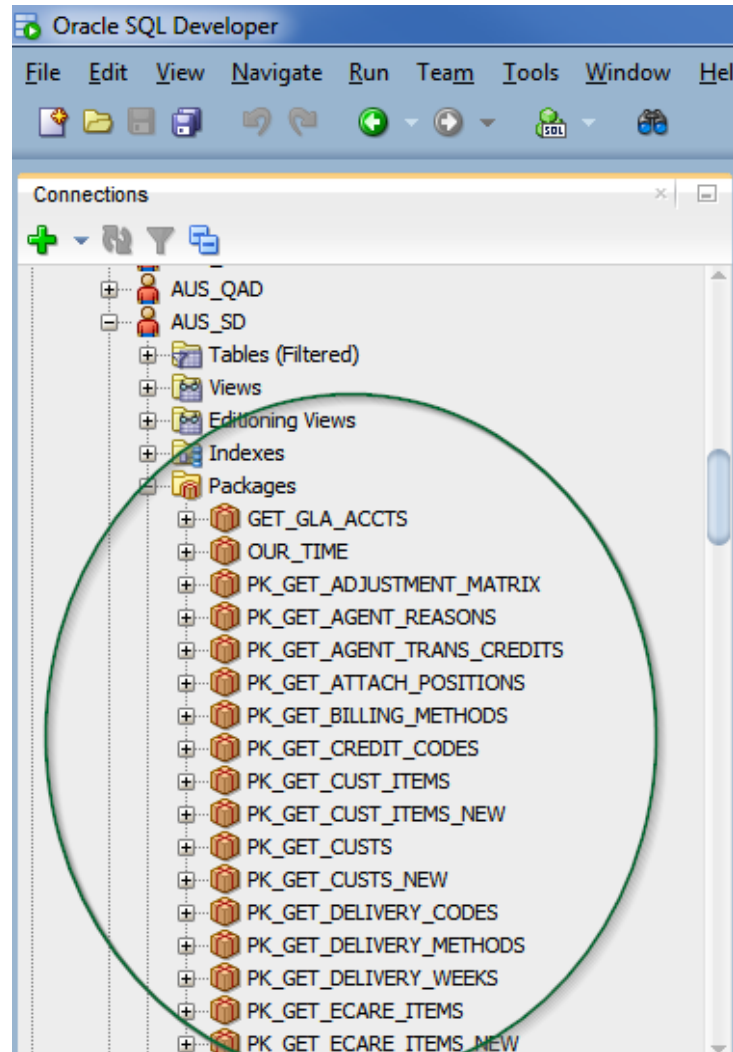 Oracle SQL Developer
File Edit View Navigate Run Team Tools Window Hel
SQL
Connections
AUS_QAD
AUS_SD
Tables (Filtered)
Views
Editioning Views
Indexes
Packages
GET_GLA_ACCTS
OUR_TIME
PK_GET_ADJUSTMENT_MATRIX
PK_GET_AGENT_REASONS
PK_GET_AGENT_TRANS_CREDITS
PK_GET_ATTACH_POSITIONS
PK_GET_BILLING_METHODS
PK_GET_CREDIT_CODES
PK_GET_CUST_ITEMS
PK_GET_CUST_ITEMS_NEW
PK_GET_CUSTS
PK_GET_CUSTS_NEW
PK_GET_DELIVERY_CODES
PK_GET_DELIVERY_METHODS
PK_GET_DELIVERY_WEEKS
PK_GET_ECARE_ITEMS
PK_GET_ECARE_ITEMS_NEW